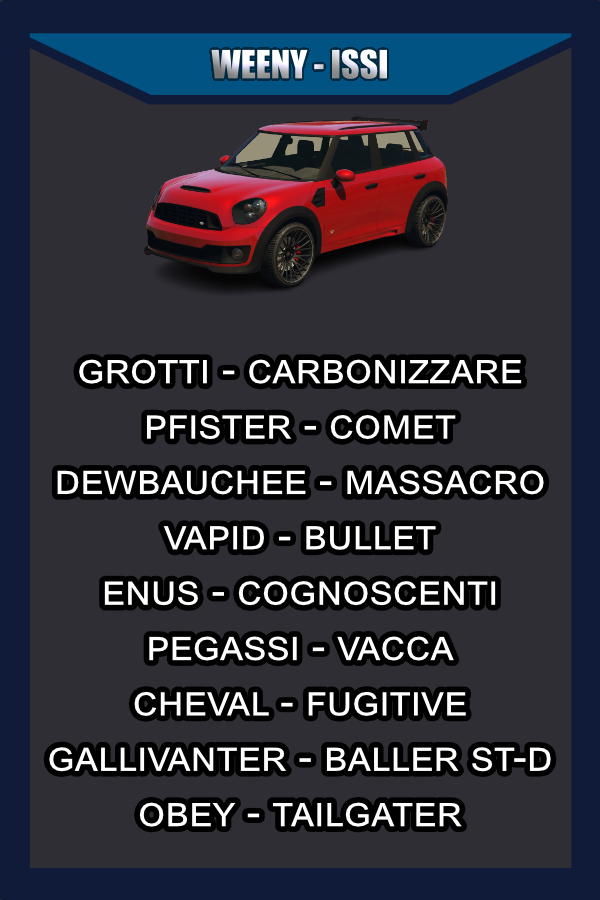 WEENY - ISSI
GROTTI - CARBONIZZARE
PFISTER - COMET
DEWBAUCHEE - MASSACRO
VAPID - BULLET
ENUS - COGNOSCENTI
PEGASSI - VACCA
CHEVAL - FUGITIVE
GALLIVANTER - BALLER ST-D
OBEY - TAILGATER